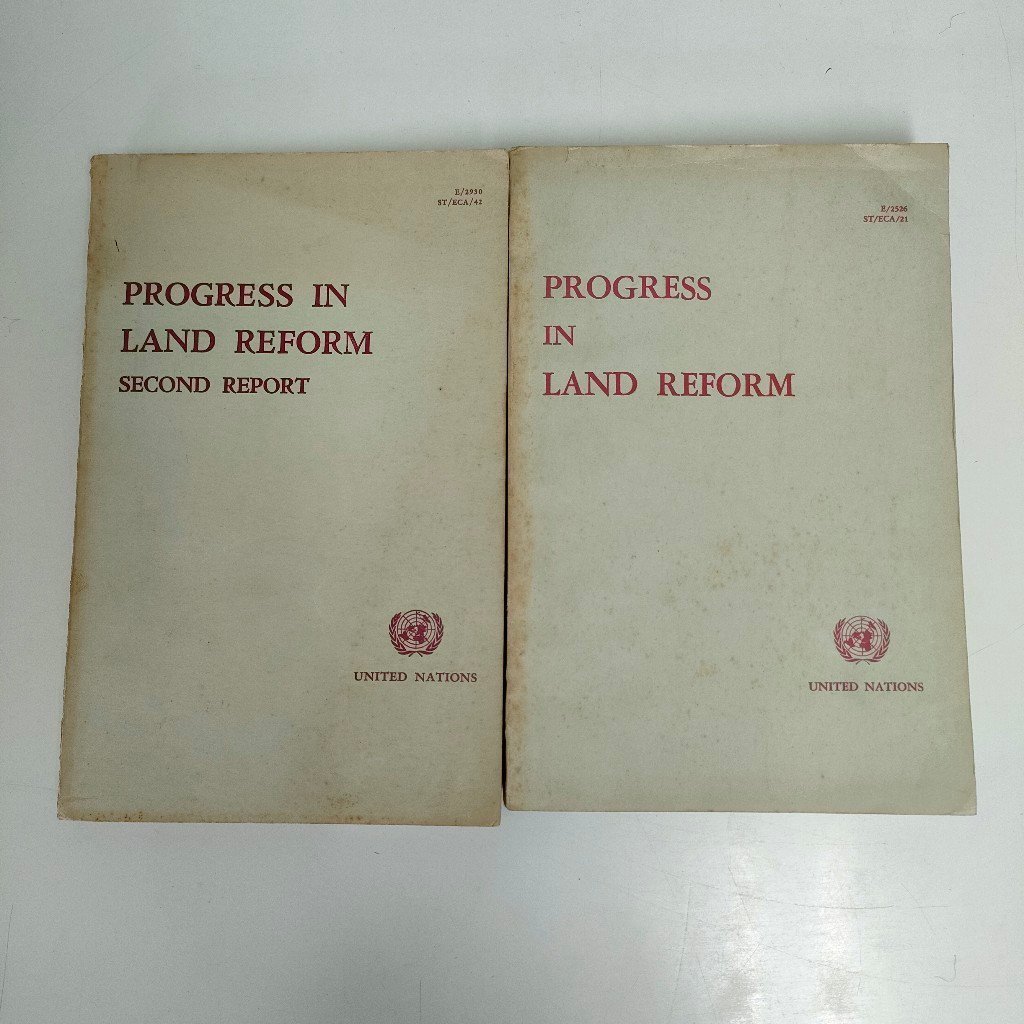 E/2930
ST/ECA/42
PROGRESS IN
LAND REFORM
SECOND REPORT
UNITED NATIONS
E/2526
ST/ECA/21
PROGRESS
IN
LAND REFORM
UNITED NATIONS